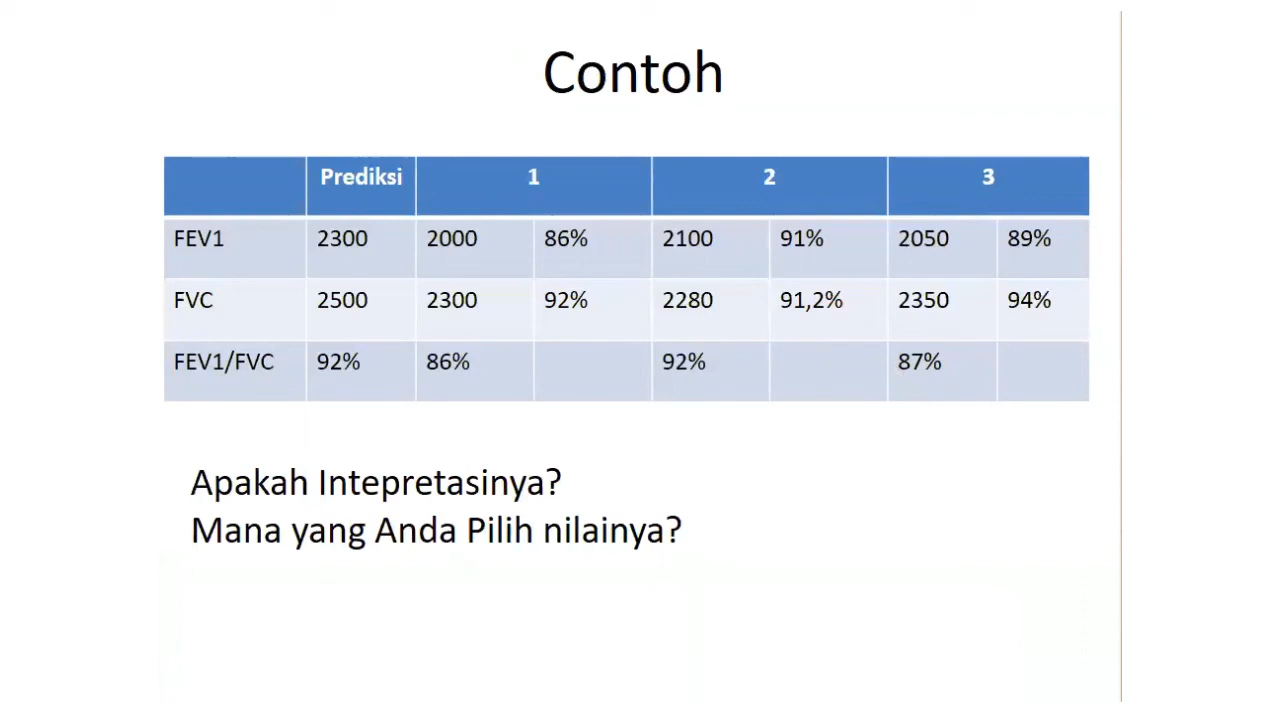 Contoh
Prediksi 1 2 3
FEV1 2300 2000 86% 2100 91% 2050 89%
FVC 2500 2300 92% 2280 91,2% 2350 94%
FEV1/FVC 92% 86% 92% 87%
Apakah Intepretasinya?
Mana yang Anda Pilih nilainya?